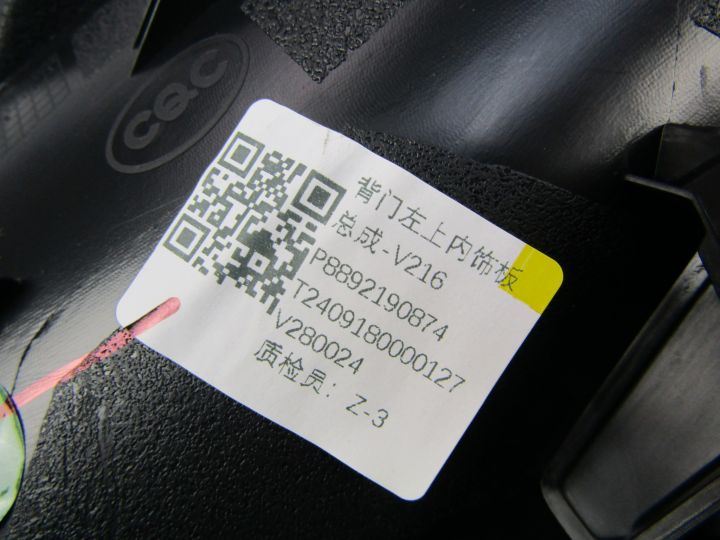 CQC
背门左上内饰板
总成-V216
P8892190874
T2409180000127
V280024
质检员：Z-3